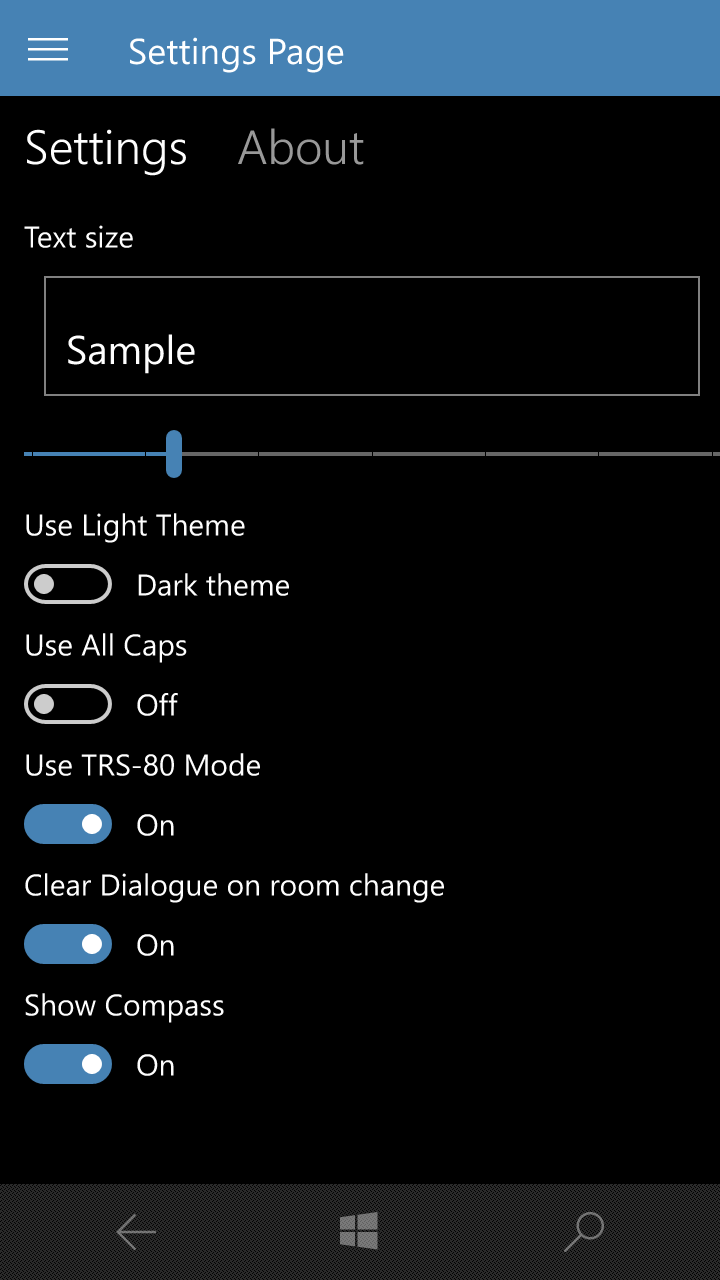 Settings Page
Settings About
Text size
Sample
Use Light Theme
Dark theme
Use All Caps
Off
Use TRS-80 Mode
On
Clear Dialogue on room change
On
Show Compass
On